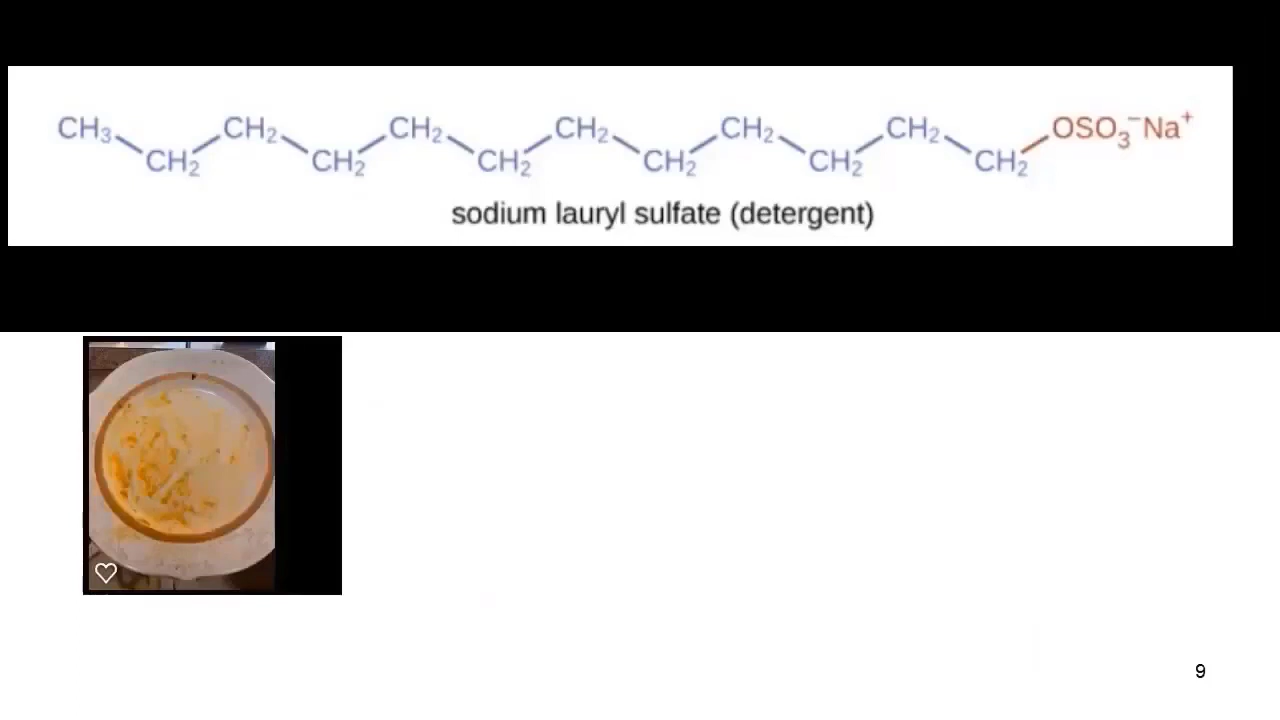 CH₃ CH₂ CH₂ CH₂ CH₂ CH₂ OSO₃⁻Na⁺
CH₂ CH₂ CH₂ CH₂ CH₂ CH₂
sodium lauryl sulfate (detergent)
9